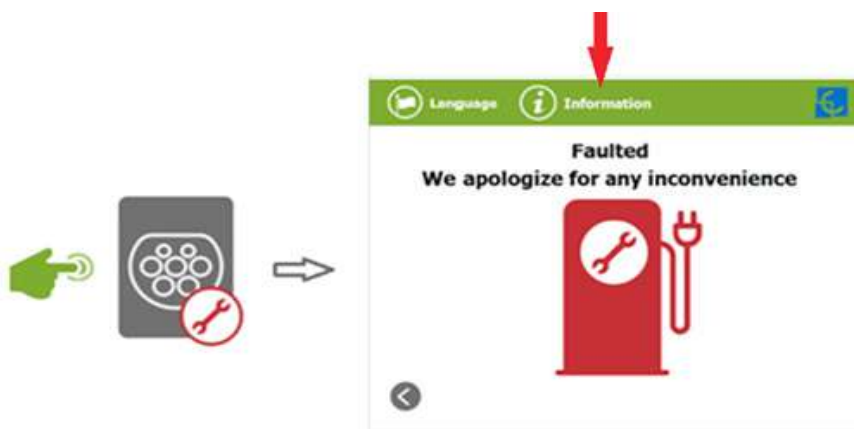 Language
Information
Faulted
We apologize for any inconvenience